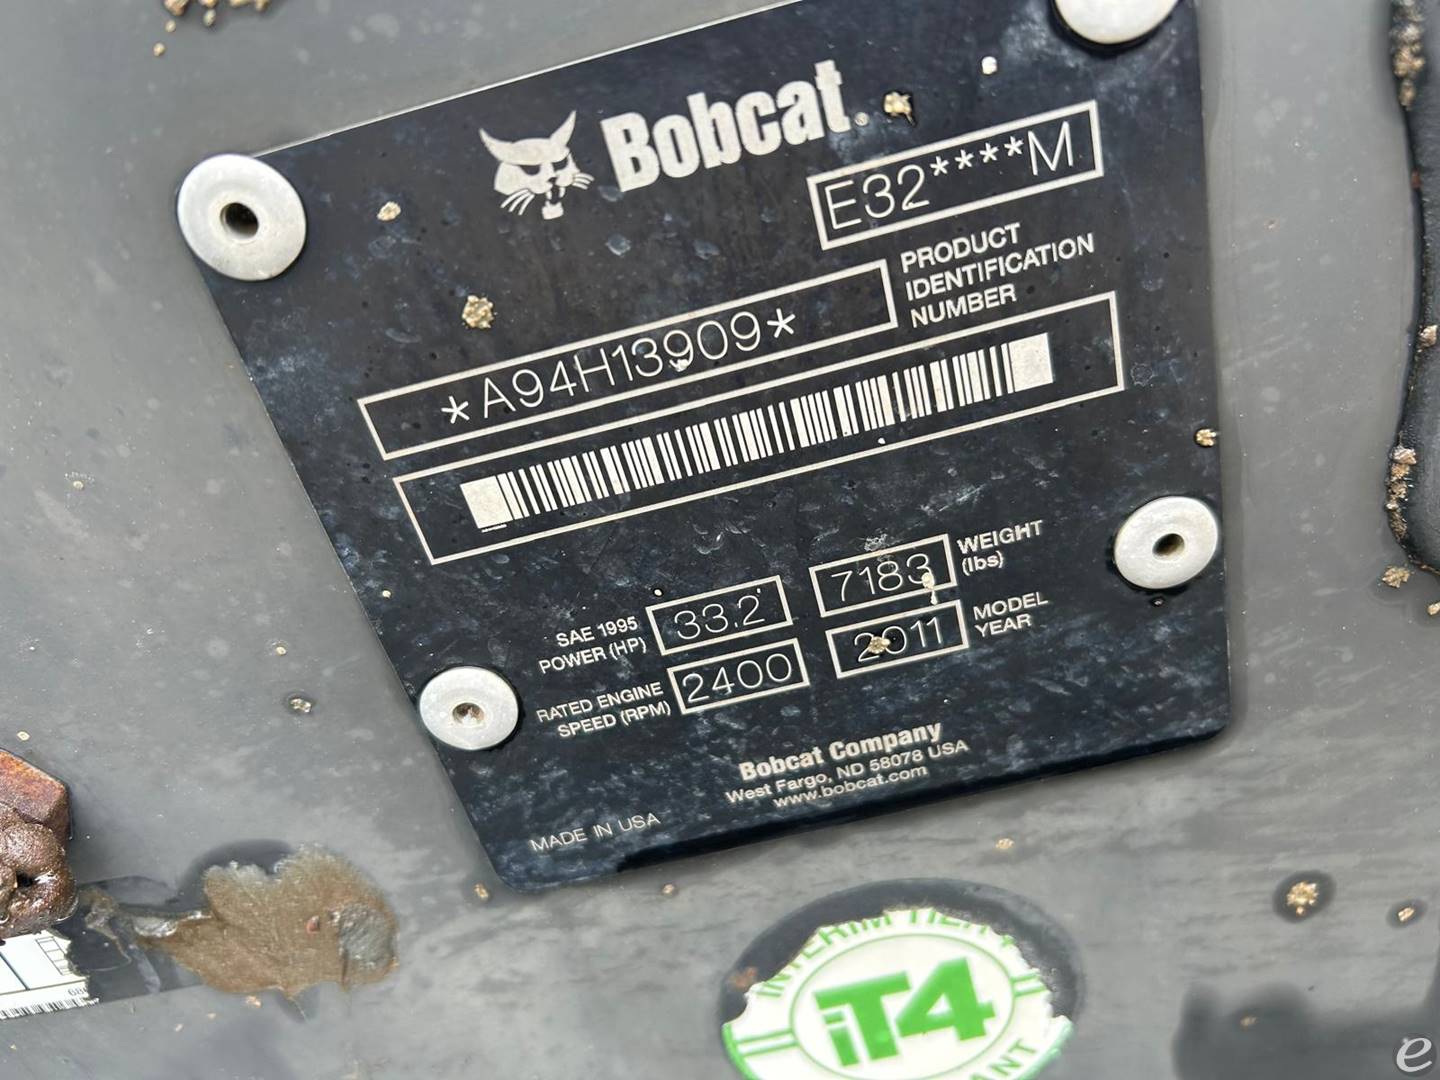 Bobcat.
E32****M
PRODUCT
IDENTIFICATION
NUMBER
*A94H13909*
SAE 1995
POWER (HP)
33.2
7183
WEIGHT
(lbs)
RATED ENGINE
SPEED (RPM)
2400
2011
MODEL
YEAR
Bobcat Company
West Fargo, ND 58078 USA
www.bobcat.com
MADE IN USA
iT4
e